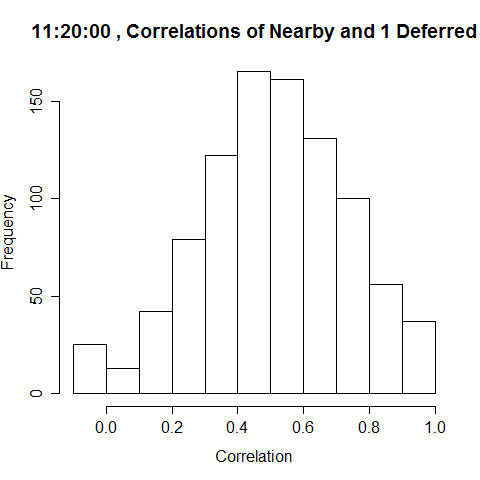 11:20:00 , Correlations of Nearby and 1 Deferred
Frequency
150
100
50
0
0.0 0.2 0.4 0.6 0.8 1.0
Correlation